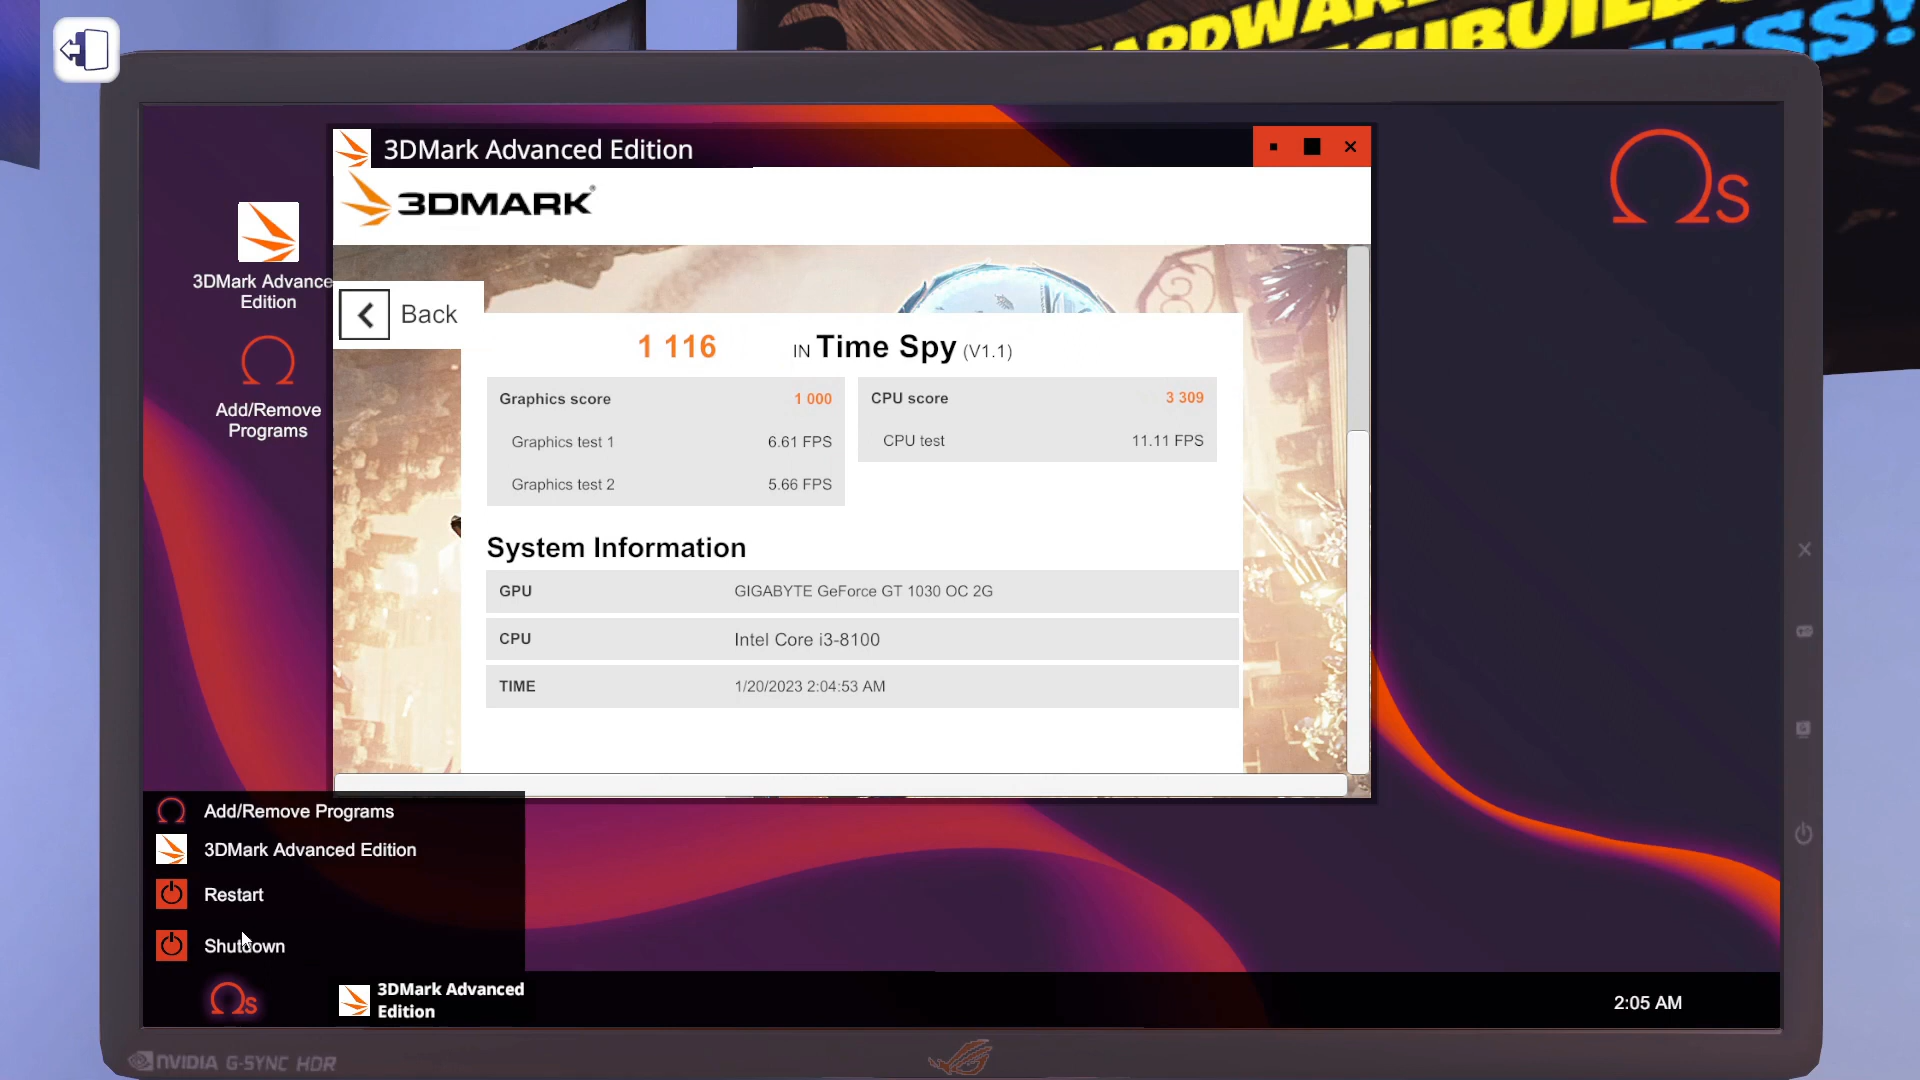 3DMark Advanced Edition
3DMARK
3DMark Advance
Edition
Back
1 116 IN Time Spy (V1.1)
Graphics score 1 000
CPU score 3 309
Graphics test 1 6.61 FPS
CPU test 11.11 FPS
Graphics test 2 5.66 FPS
Add/Remove
Programs
System Information
GPU GIGABYTE GeForce GT 1030 OC 2G
CPU Intel Core i3-8100
TIME 1/20/2023 2:04:53 AM
Add/Remove Programs
3DMark Advanced Edition
Restart
Shutdown
Ωs
3DMark Advanced
Edition
2:05 AM
Ωs
NVIDIA G-SYNC HDR